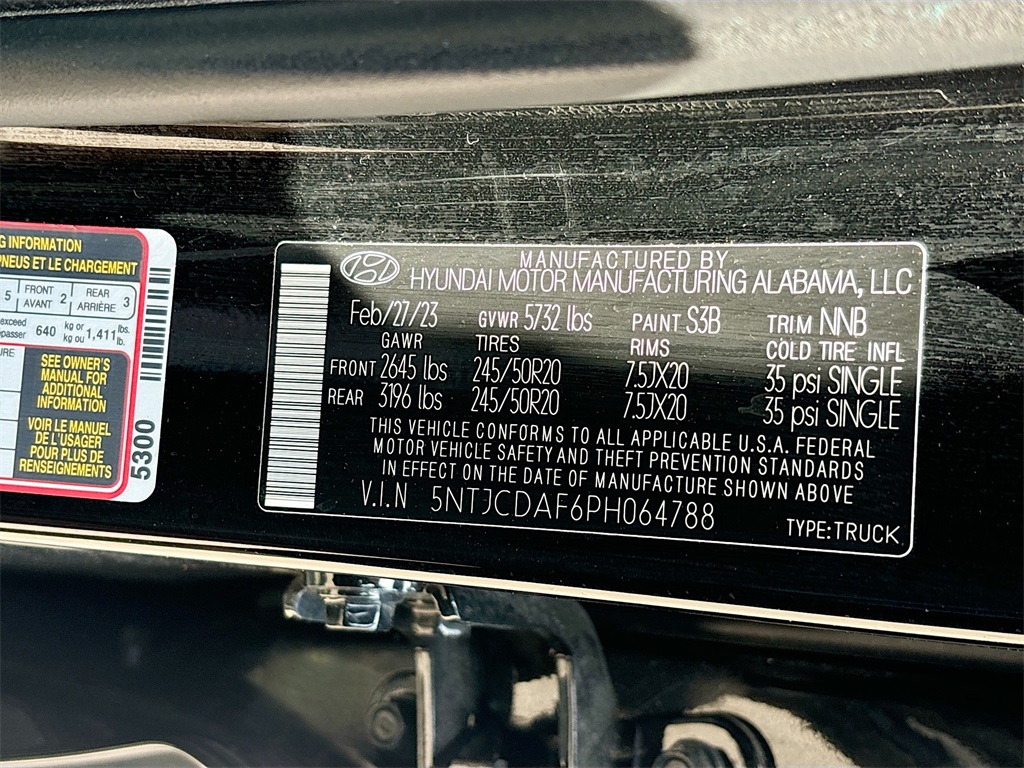 G INFORMATION
PNEUS ET LE CHARGEMENT
5 FRONT AVANT 2 REAR ARRIÈRE 3
exceed 640 kg or 1,411 lbs.
passer kg ou lb.
SEE OWNER'S
MANUAL FOR
ADDITIONAL
INFORMATION
VOIR LE MANUEL
DE L'USAGER
POUR PLUS DE
RENSEIGNEMENTS
5300
MANUFACTURED BY
HYUNDAI MOTOR MANUFACTURING ALABAMA, LLC
Feb/27/23 GVWR 5732 lbs PAINT S3B TRIM NNB
GAWR TIRES RIMS COLD TIRE INFL
FRONT 2645 lbs 245/50R20 7.5JX20 35 psi SINGLE
REAR 3196 lbs 245/50R20 7.5JX20 35 psi SINGLE
THIS VEHICLE CONFORMS TO ALL APPLICABLE U.S.A. FEDERAL
MOTOR VEHICLE SAFETY AND THEFT PREVENTION STANDARDS
IN EFFECT ON THE DATE OF MANUFACTURE SHOWN ABOVE
V.I.N 5NTJCDAF6PH064788
TYPE:TRUCK